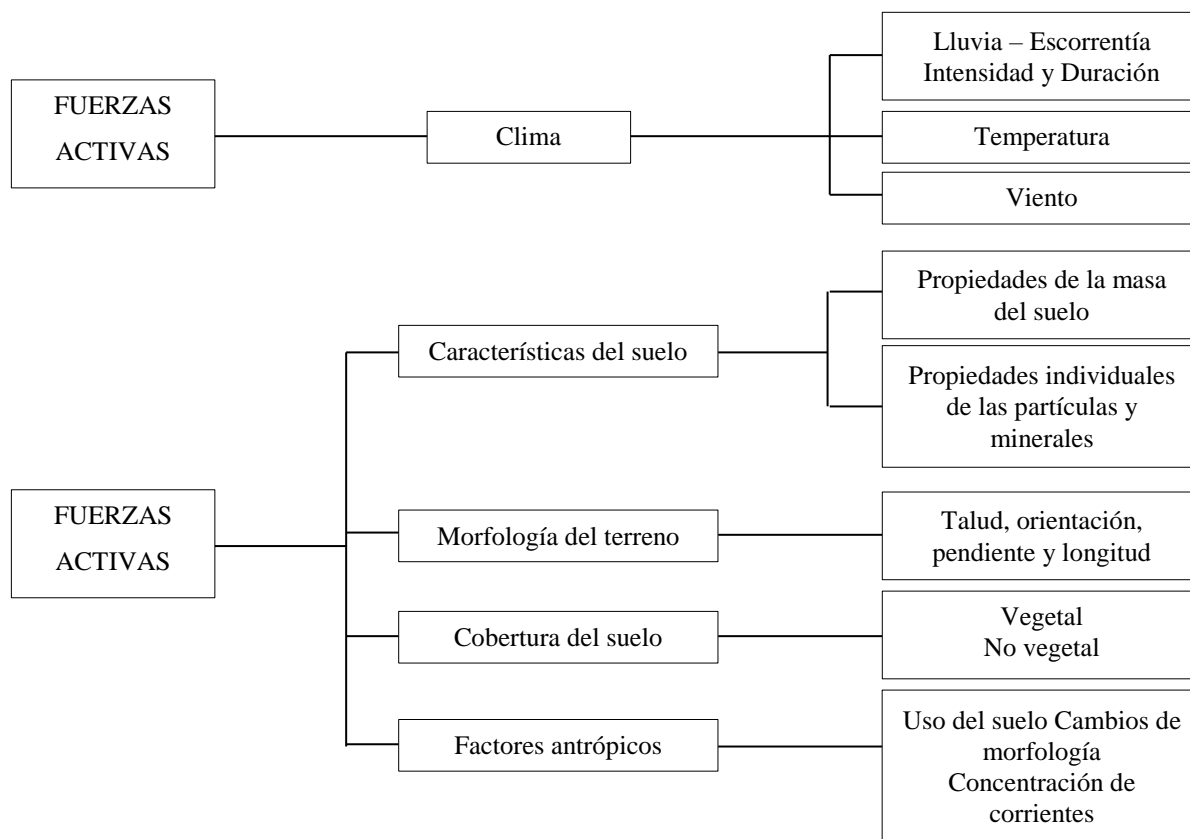 FUERZAS
ACTIVAS
Clima
Lluvia – Escorrentía
Intensidad y Duración
Temperatura
Viento
FUERZAS
ACTIVAS
Características del suelo
Propiedades de la masa
del suelo
Propiedades individuales
de las partículas y
minerales
Morfología del terreno
Talud, orientación,
pendiente y longitud
Cobertura del suelo
Vegetal
No vegetal
Factores antrópicos
Uso del suelo Cambios de
morfología
Concentración de
corrientes